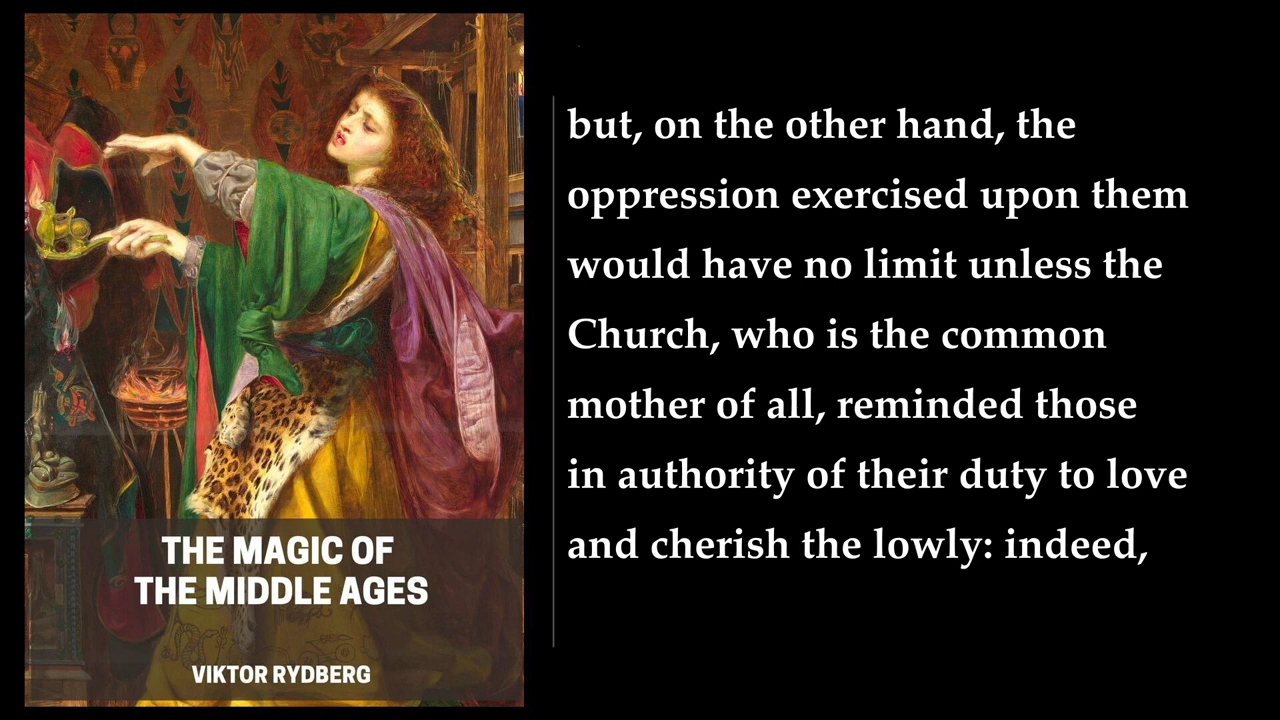 THE MAGIC OF
THE MIDDLE AGES
VIKTOR RYDBERG
but, on the other hand, the
oppression exercised upon them
would have no limit unless the
Church, who is the common
mother of all, reminded those
in authority of their duty to love
and cherish the lowly: indeed,